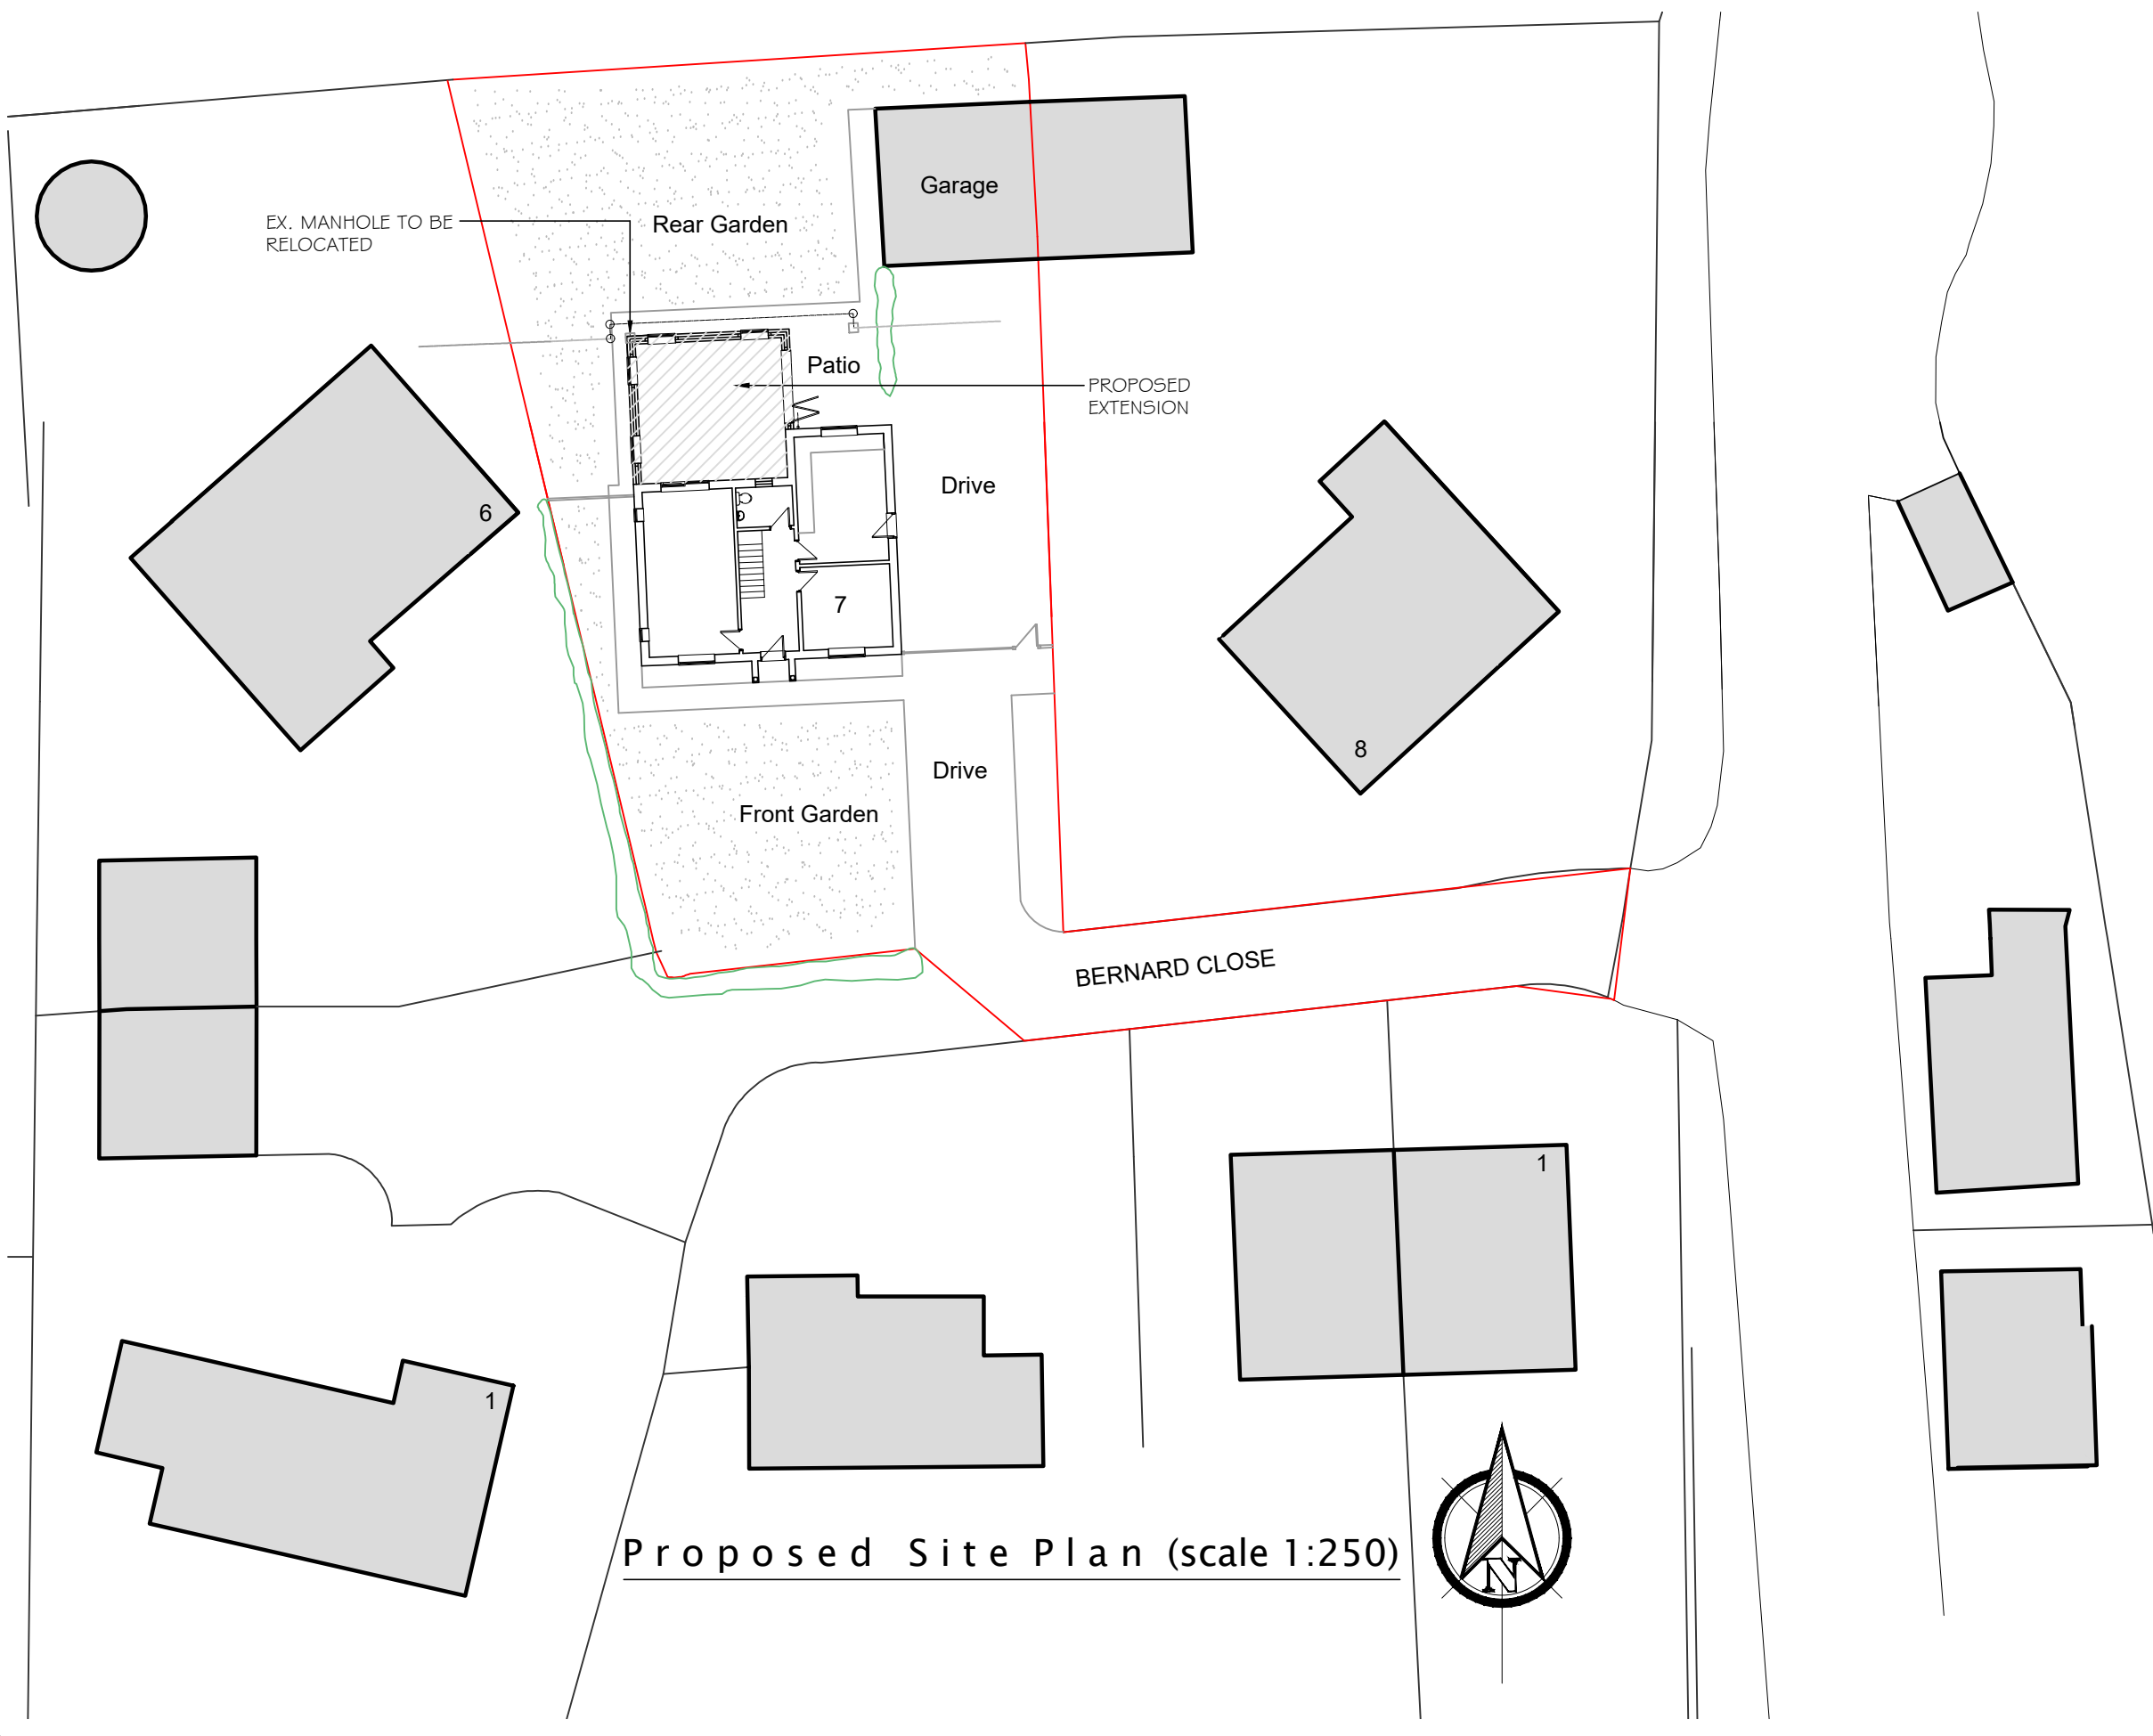 Garage
EX. MANHOLE TO BE
RELOCATED
Rear Garden
Patio
PROPOSED
EXTENSION
Drive
6
7
8
Drive
Front Garden
BERNARD CLOSE
1
1
Proposed Site Plan (scale 1:250)
N